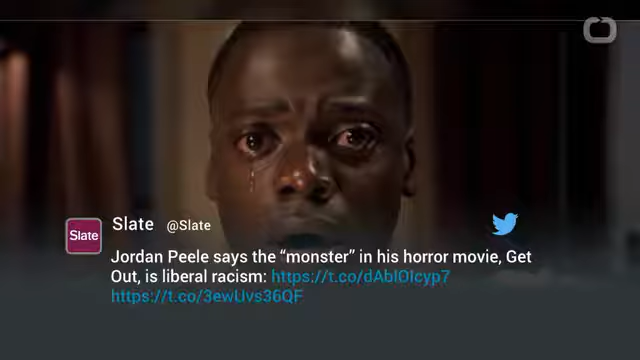 Slate @Slate
Slate
Jordan Peele says the “monster” in his horror movie, Get
Out, is liberal racism: https://t.co/dAblOIcyp7
https://t.co/3ewUvs36QF